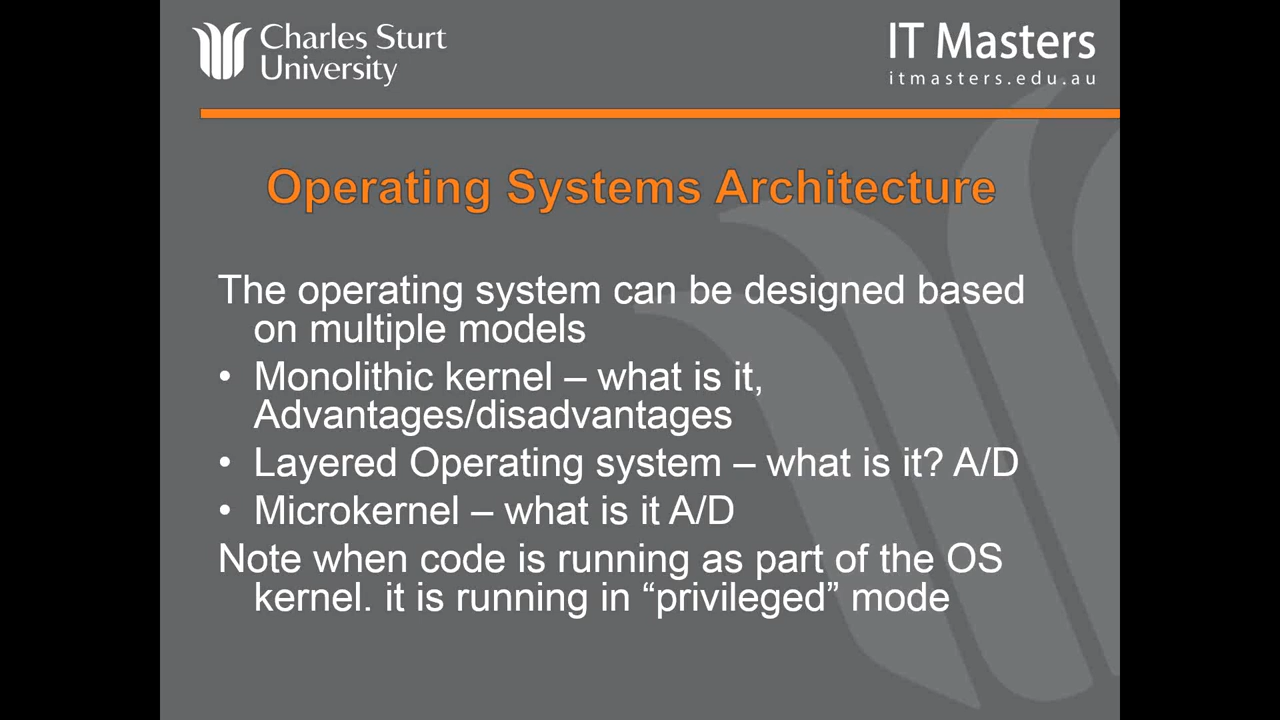 Charles Sturt
University
IT Masters
itmasters.edu.au
Operating Systems Architecture
The operating system can be designed based
on multiple models
• Monolithic kernel – what is it,
Advantages/disadvantages
• Layered Operating system – what is it? A/D
• Microkernel – what is it A/D
Note when code is running as part of the OS
kernel. it is running in “privileged” mode